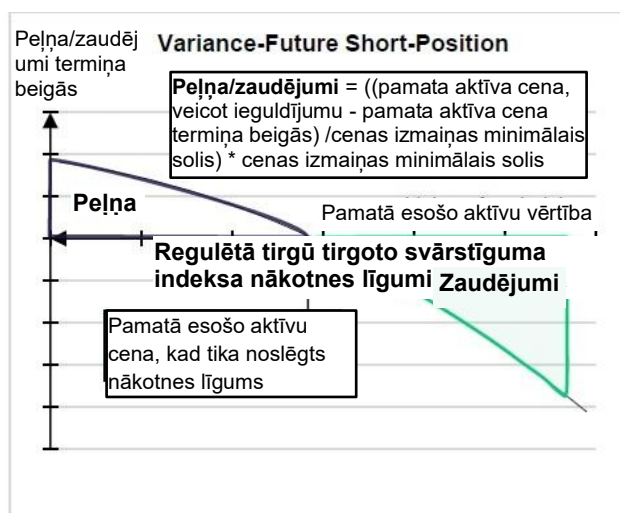 Peļņa/zaudēj
umi termiņa
beigās
Variance-Future Short-Position
Peļņa/zaudējumi = ((pamata aktīva cena,
veicot ieguldījumu - pamata aktīva cena
termiņa beigās) /cenas izmaiņas minimālais
solis) * cenas izmaiņas minimālais solis
Peļņa
Pamatā esošo aktīvu vērtība
Regulētā tirgū tirgoto svārstīguma
indeksa nākotnes līgumi
Zaudējumi
Pamatā esošo aktīvu
cena, kad tika noslēgts
nākotnes līgums